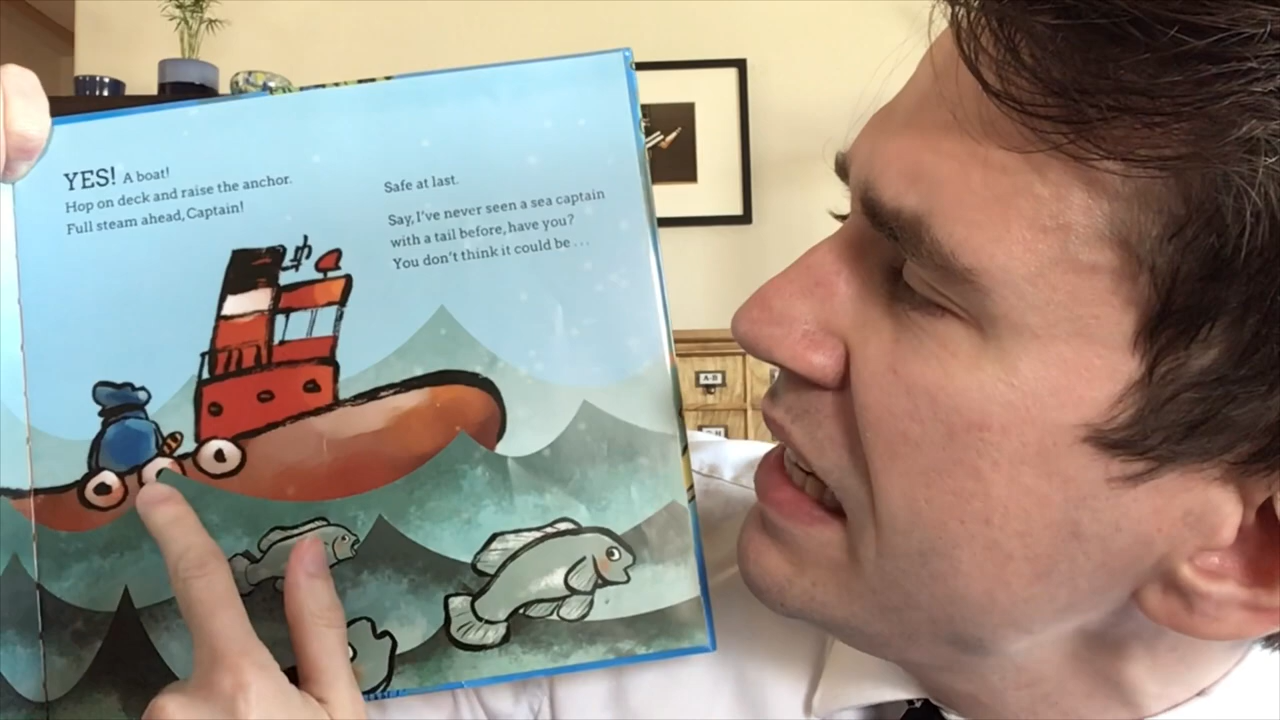 YES! A boat!
Hop on deck and raise the anchor.
Full steam ahead, Captain!
Safe at last.
Say, I've never seen a sea captain
with a tail before, have you?
You don't think it could be . . .
A-B